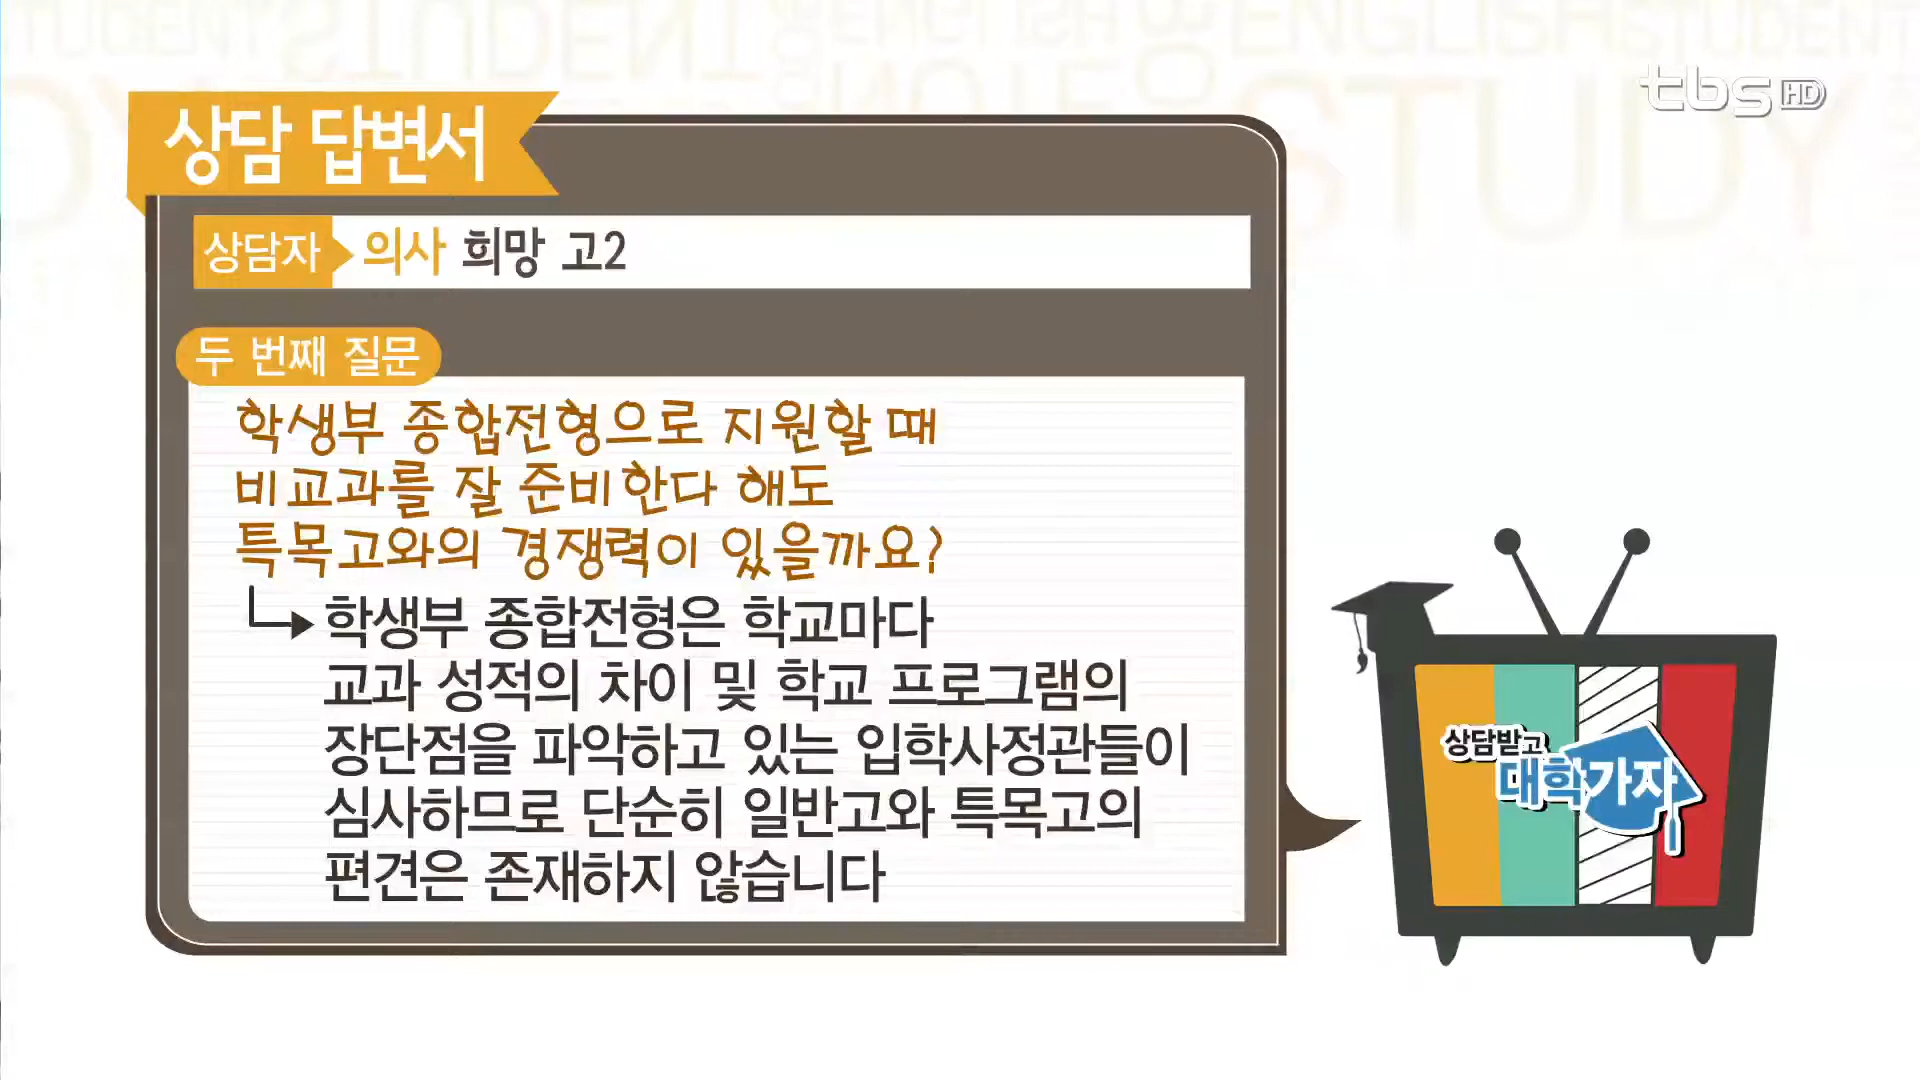 tbs HD
상담 답변서
상담자 의사 희망 고2
두 번째 질문
학생부 종합전형으로 지원할 때
비교과를 잘 준비한다 해도
특목고와의 경쟁력이 있을까요?
학생부 종합전형은 학교마다
교과 성적의 차이 및 학교 프로그램의
장단점을 파악하고 있는 입학사정관들이
심사하므로 단순히 일반고와 특목고의
편견은 존재하지 않습니다
상담받고
대학가자
STUDENT
ENGLISH
STUDENT
STUDY